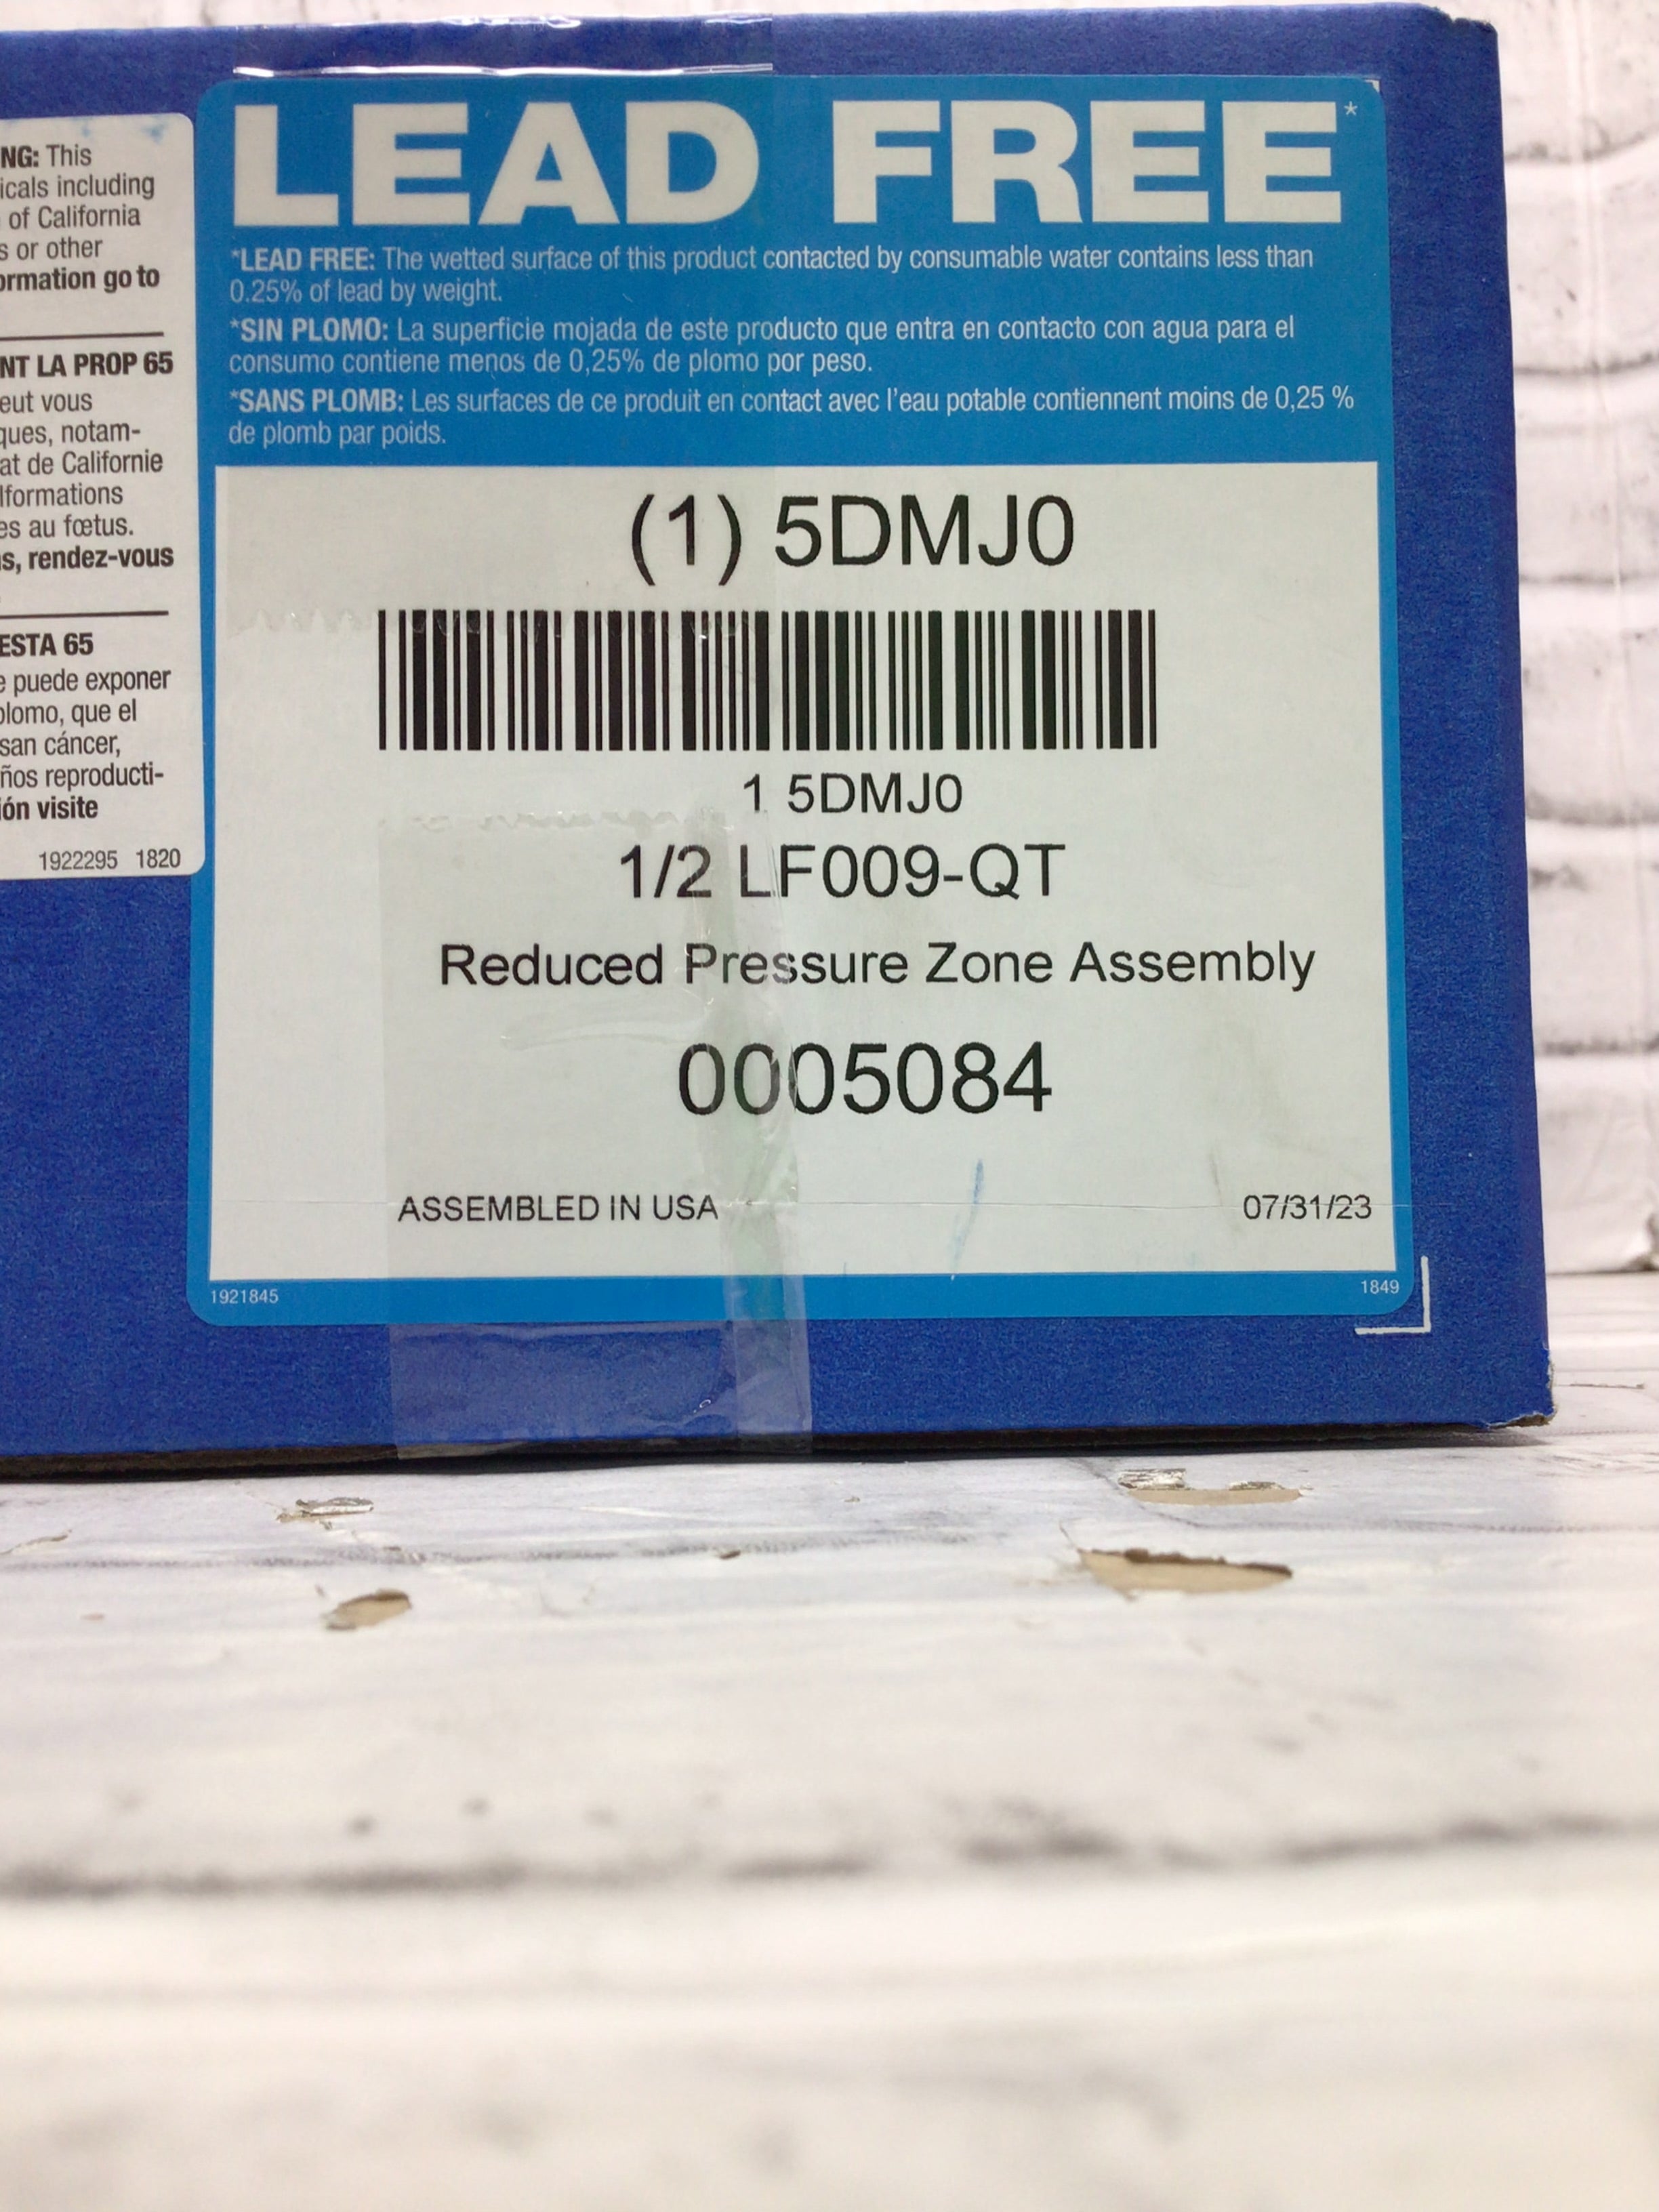 NG: This
icals including
of California
s or other
ormation go to
NT LA PROP 65
eut vous
ques, notam-
at de Californie
lformations
es au fœtus.
s, rendez-vous
ESTA 65
e puede exponer
plomo, que el
san cáncer,
ños reproducti-
ión visite
1922295 1820
LEAD FREE*
*LEAD FREE: The wetted surface of this product contacted by consumable water contains less than
0.25% of lead by weight.
*SIN PLOMO: La superficie mojada de este producto que entra en contacto con agua para el
consumo contiene menos de 0,25% de plomo por peso.
*SANS PLOMB: Les surfaces de ce produit en contact avec l'eau potable contiennent moins de 0,25 %
de plomb par poids.
(1) 5DMJ0
1 5DMJ0
1/2 LF009-QT
Reduced Pressure Zone Assembly
0005084
ASSEMBLED IN USA 07/31/23
1921845 1849